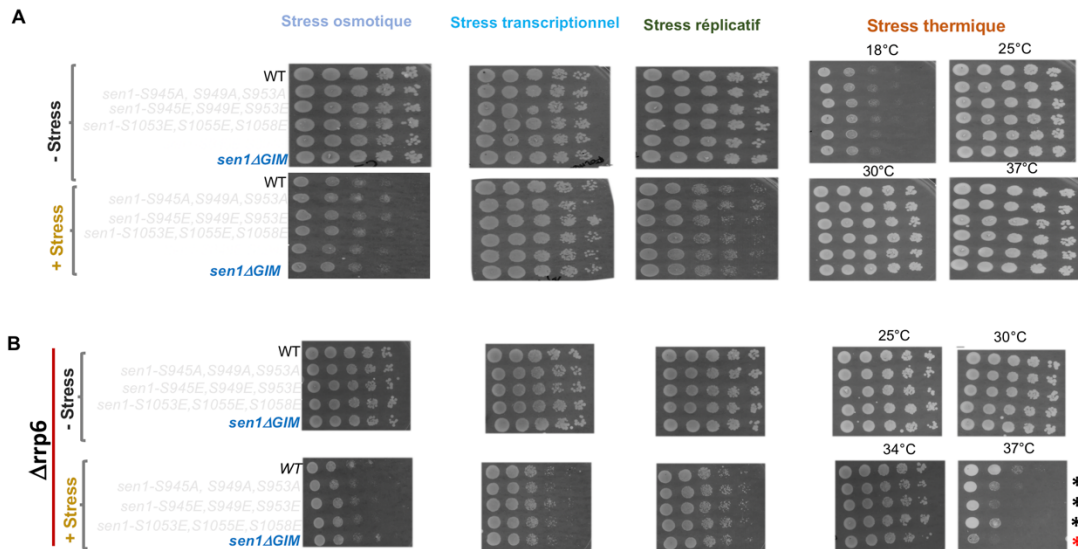 A
Stress osmotique
Stress transcriptionnel
Stress réplicatif
Stress thermique
18°C
25°C
- Stress
WT
sen1-S945A, S949A,S953A
sen1-S945E,S949E,S953E
sen1-S1053E,S1055E,S1058E
sen1ΔGIM
30°C
37°C
+ Stress
WT
sen1-S945A,S949A,S953A
sen1-S945E,S949E,S953E
sen1-S1053E,S1055E,S1058E
sen1ΔGIM
B
Δrrp6
25°C
30°C
- Stress
WT
sen1-S945A,S949A,S953A
sen1-S945E,S949E,S953E
sen1-S1053E,S1055E,S1058E
sen1ΔGIM
34°C
37°C
+ Stress
WT
sen1-S945A, S949A,S953A
*
sen1-S945E,S949E,S953E
*
sen1-S1053E,S1055E,S1058E
*
sen1ΔGIM
*